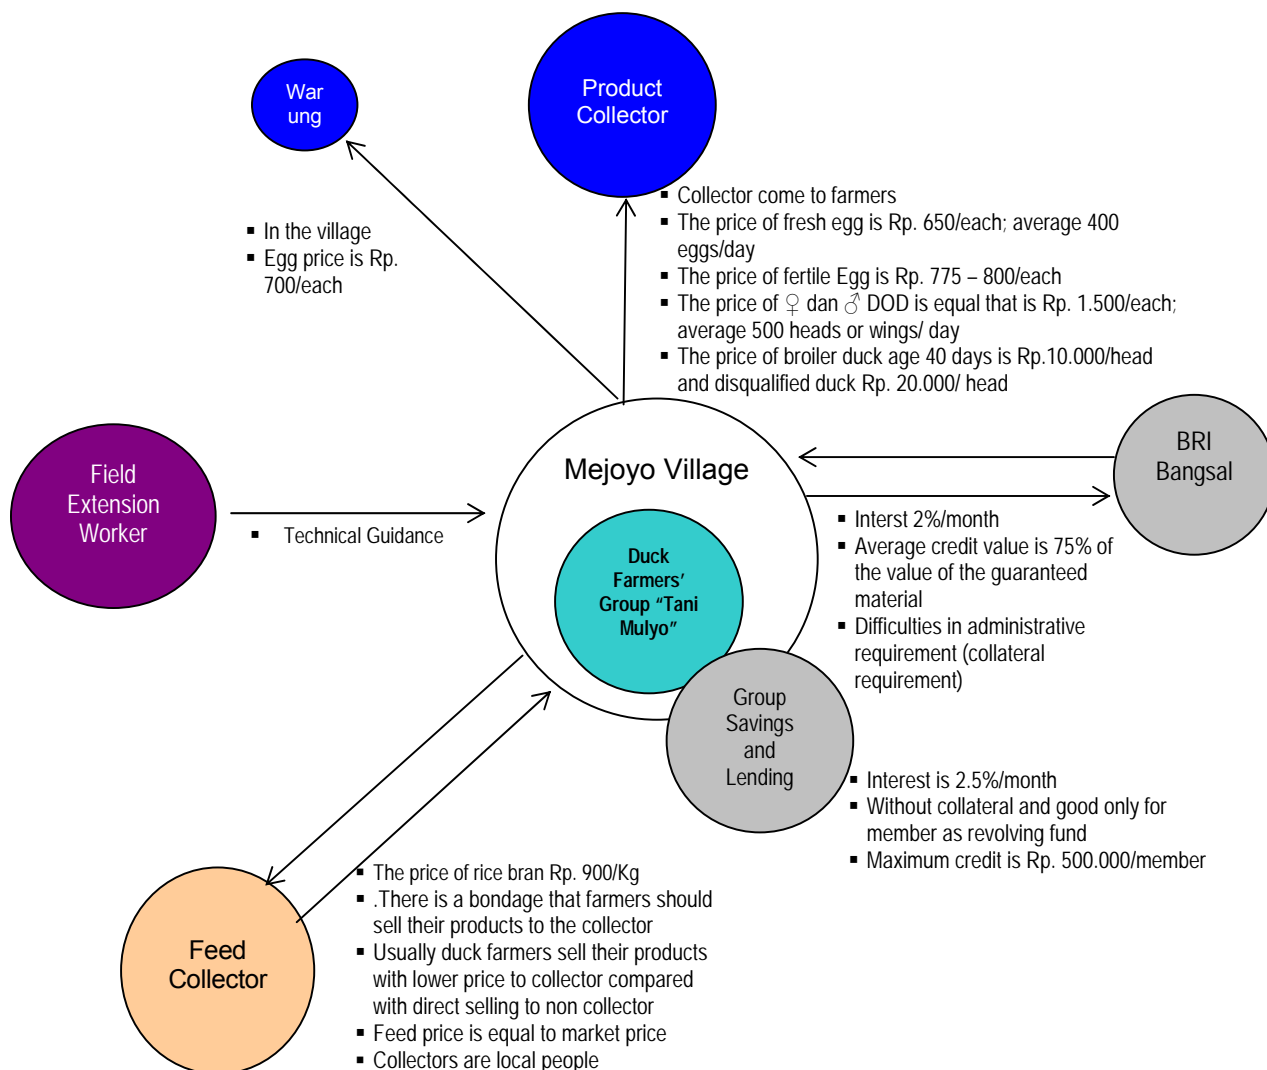 War
ung
Product
Collector
▪ In the village
▪ Egg price is Rp.
700/each
▪ Collector come to farmers
▪ The price of fresh egg is Rp. 650/each; average 400
eggs/day
▪ The price of fertile Egg is Rp. 775 – 800/each
▪ The price of ♀ dan ♂ DOD is equal that is Rp. 1.500/each;
average 500 heads or wings/ day
▪ The price of broiler duck age 40 days is Rp.10.000/head
and disqualified duck Rp. 20.000/ head
Field
Extension
Worker
▪ Technical Guidance
Mejoyo Village
Duck
Farmers'
Group “Tani
Mulyo”
BRI
Bangsal
▪ Interst 2%/month
▪ Average credit value is 75% of
the value of the guaranteed
material
▪ Difficulties in administrative
requirement (collateral
requirement)
Group
Savings
and
Lending
▪ Interest is 2.5%/month
▪ Without collateral and good only for
member as revolving fund
▪ Maximum credit is Rp. 500.000/member
Feed
Collector
▪ The price of rice bran Rp. 900/Kg
▪ .There is a bondage that farmers should
sell their products to the collector
▪ Usually duck farmers sell their products
with lower price to collector compared
with direct selling to non collector
▪ Feed price is equal to market price
▪ Collectors are local people